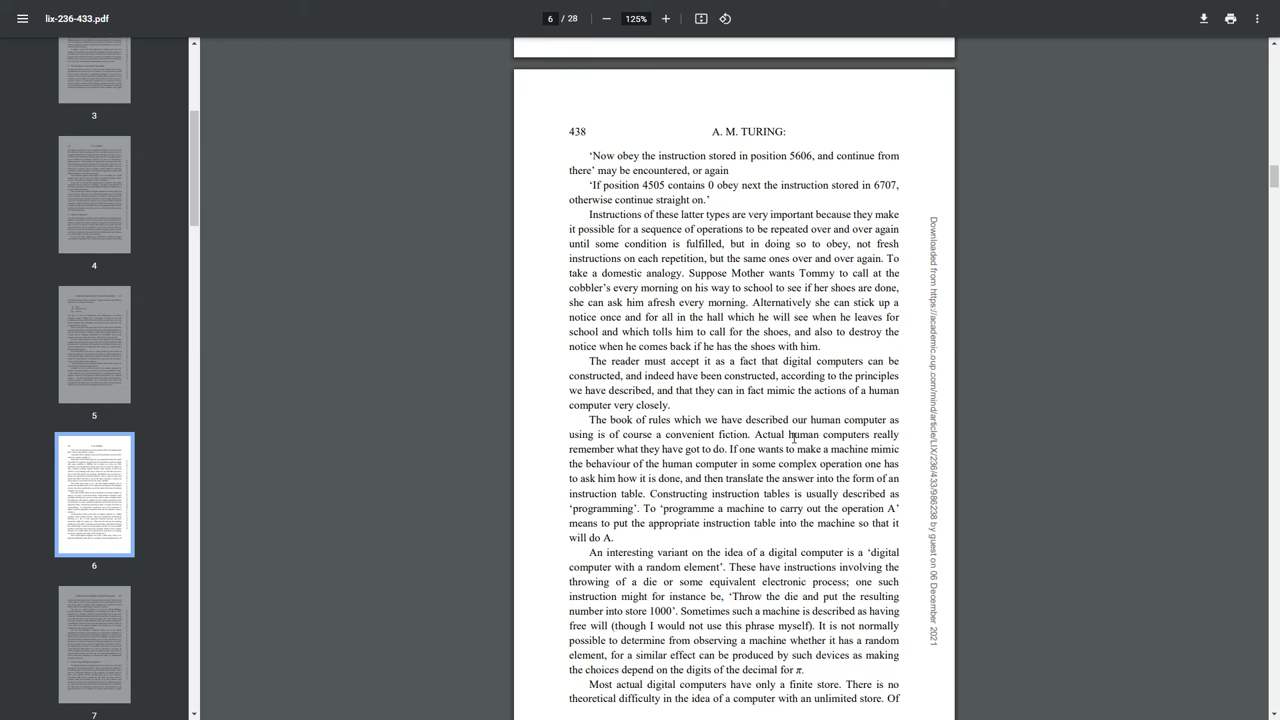 lix-236-433.pdf
6 / 28
125%
3
4
5
6
7
438 A. M. TURING:
‘Now obey the instruction stored in position 5606, and continue from
there’ may be encountered, or again
‘If position 4505 contains 0 obey next the instruction stored in 6707,
otherwise continue straight on.’
Instructions of these latter types are very important because they make
it possible for a sequence of operations to be repeated over and over again
until some condition is fulfilled, but in doing so to obey, not fresh
instructions on each repetition, but the same ones over and over again. To
take a domestic analogy. Suppose Mother wants Tommy to call at the
cobbler’s every morning on his way to school to see if her shoes are done,
she can ask him afresh every morning. Alternatively she can stick up a
notice once and for all in the hall which he will see when he leaves for
school and which tolls him to call for the shoes, and also to destroy the
notice when he comes back if he has the shoes with him.
The reader must accept it as a fact that digital computers can be
constructed, and indeed have been constructed, according to the principles
we have described, and that they can in fact mimic the actions of a human
computer very closely.
The book of rules which we have described our human computer as
using is of course a convenient fiction. Actual human computers really
remember what they have got to do. If one wants to make a machine mimic
the behaviour of the human computer in some complex operation one has
to ask him how it is done, and then translate the answer into the form of an
instruction table. Constructing instruction tables is usually described as
‘programming’. To ‘programme a machine to carry out the operation A’
means to put the appropriate instruction table into the machine so that it
will do A.
An interesting variant on the idea of a digital computer is a ‘digital
computer with a random element’. These have instructions involving the
throwing of a die or some equivalent electronic process; one such
instruction might for instance be, ‘Throw the die and put the resulting
number into store 1000’. Sometimes such a machine is described as having
free will (though I would not use this phrase myself). It is not normally
possible to determine from observing a machine whether it has a random
element, for a similar effect can be produced by such devices as making
the choices depend on the digits of the decimal for π.
Most actual digital computers have only a finite store. There is no
theoretical difficulty in the idea of a computer with an unlimited store. Of
Downloaded from https://academic.oup.com/mind/article/LIX/236/433/986238 by guest on 06 December 2021